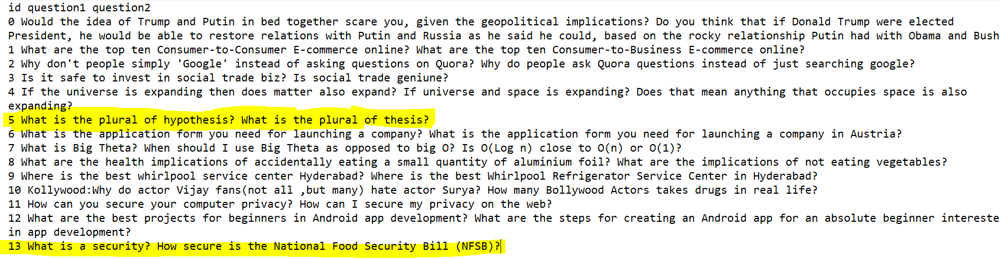 id question1 question2
0 Would the idea of Trump and Putin in bed together scare you, given the geopolitical implications? Do you think that if Donald Trump were elected
President, he would be able to restore relations with Putin and Russia as he said he could, based on the rocky relationship Putin had with Obama and Bush
1 What are the top ten Consumer-to-Consumer E-commerce online? What are the top ten Consumer-to-Business E-commerce online?
2 Why don't people simply 'Google' instead of asking questions on Quora? Why do people ask Quora questions instead of just searching google?
3 Is it safe to invest in social trade biz? Is social trade geniune?
4 If the universe is expanding then does matter also expand? If universe and space is expanding? Does that mean anything that occupies space is also
expanding?
5 What is the plural of hypothesis? What is the plural of thesis?
6 What is the application form you need for launching a company? What is the application form you need for launching a company in Austria?
7 What is Big Theta? When should I use Big Theta as opposed to big O? Is O(Log n) close to O(n) or O(1)?
8 What are the health implications of accidentally eating a small quantity of aluminium foil? What are the implications of not eating vegetables?
9 Where is the best whirlpool service center Hyderabad? Where is the best Whirlpool Refrigerator Service Center in Hyderabad?
10 Kollywood:Why do actor Vijay fans(not all ,but many) hate actor Surya? How many Bollywood Actors takes drugs in real life?
11 How can you secure your computer privacy? How can I secure my privacy on the web?
12 What are the best projects for beginners in Android app development? What are the steps for creating an Android app for an absolute beginner intereste
in app development?
13 What is a security? How secure is the National Food Security Bill (NFSB)?